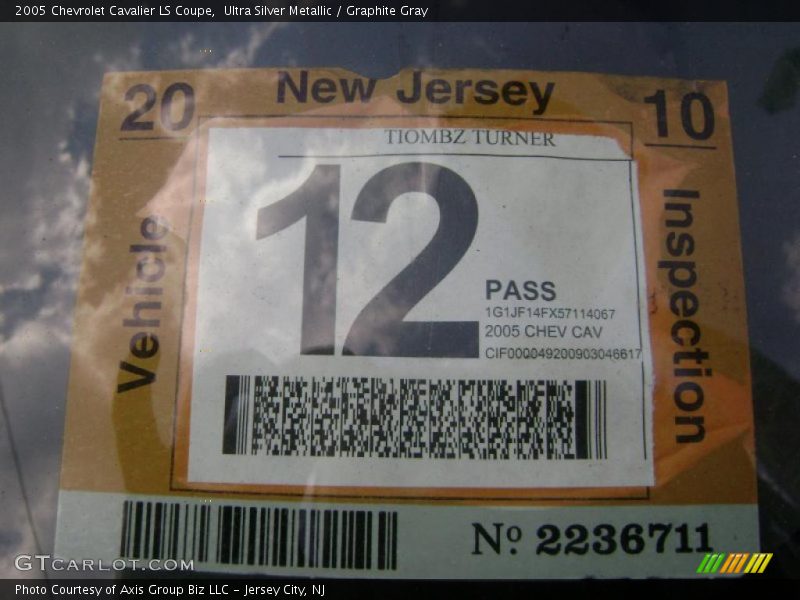 2005 Chevrolet Cavalier LS Coupe,  Ultra Silver Metallic / Graphite Gray
20 New Jersey 10
TIOMBZ TURNER
12
Vehicle
Inspection
PASS
1G1JF14FX57114067
2005 CHEV CAV
CIF000049200903046617
Nº 2236711
GTCARLOT.COM
Photo Courtesy of Axis Group Biz LLC - Jersey City, NJ